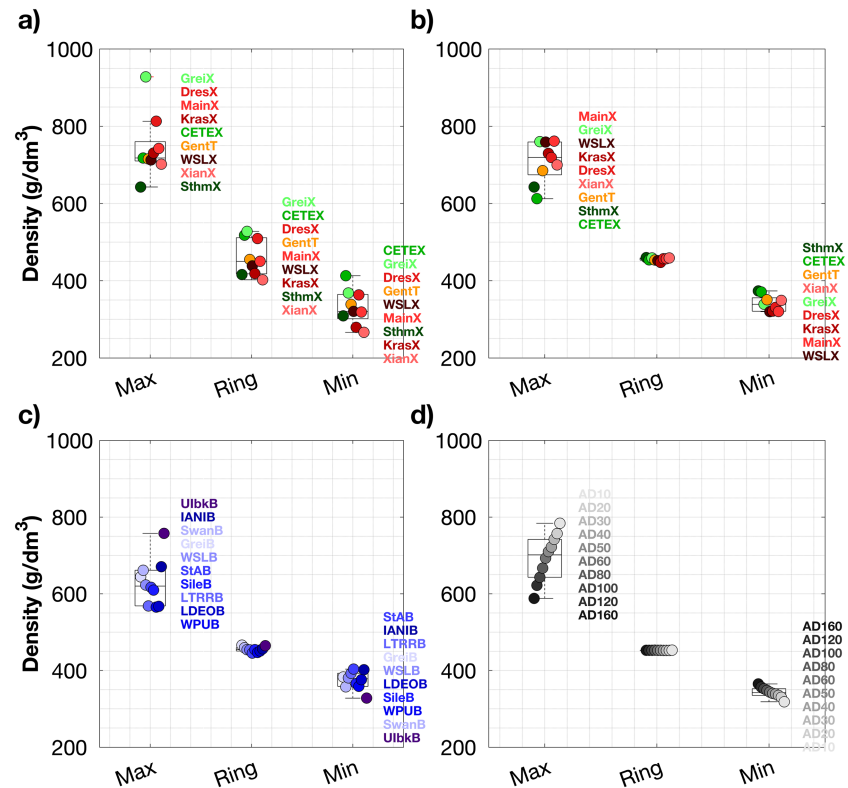 a)
1000
800
600
400
200
Density (g/dm³)
GreiX
DresX
MainX
KrasX
CETEX
GentT
WSLX
XianX
SthmX
GreiX
CETEX
DresX
GentT
MainX
WSLX
KrasX
SthmX
XianX
CETEX
GreiX
DresX
GentT
WSLX
MainX
SthmX
KrasX
XianX
Max
Ring
Min
b)
1000
800
600
400
200
MainX
GreiX
WSLX
KrasX
DresX
XianX
GentT
SthmX
CETEX
SthmX
CETEX
GentT
XianX
GreiX
DresX
KrasX
MainX
WSLX
Max
Ring
Min
c)
1000
800
600
400
200
Density (g/dm³)
UIbkB
IANIB
SwanB
GreiB
WSLB
StAB
SileB
LTRRB
LDEOB
WPUB
StAB
IANIB
LTRRB
GreiB
WSLB
LDEOB
SileB
WPUB
SwanB
UIbkB
Max
Ring
Min
d)
1000
800
600
400
200
AD10
AD20
AD30
AD40
AD50
AD60
AD80
AD100
AD120
AD160
AD160
AD120
AD100
AD80
AD60
AD50
AD40
AD30
AD20
AD10
Max
Ring
Min